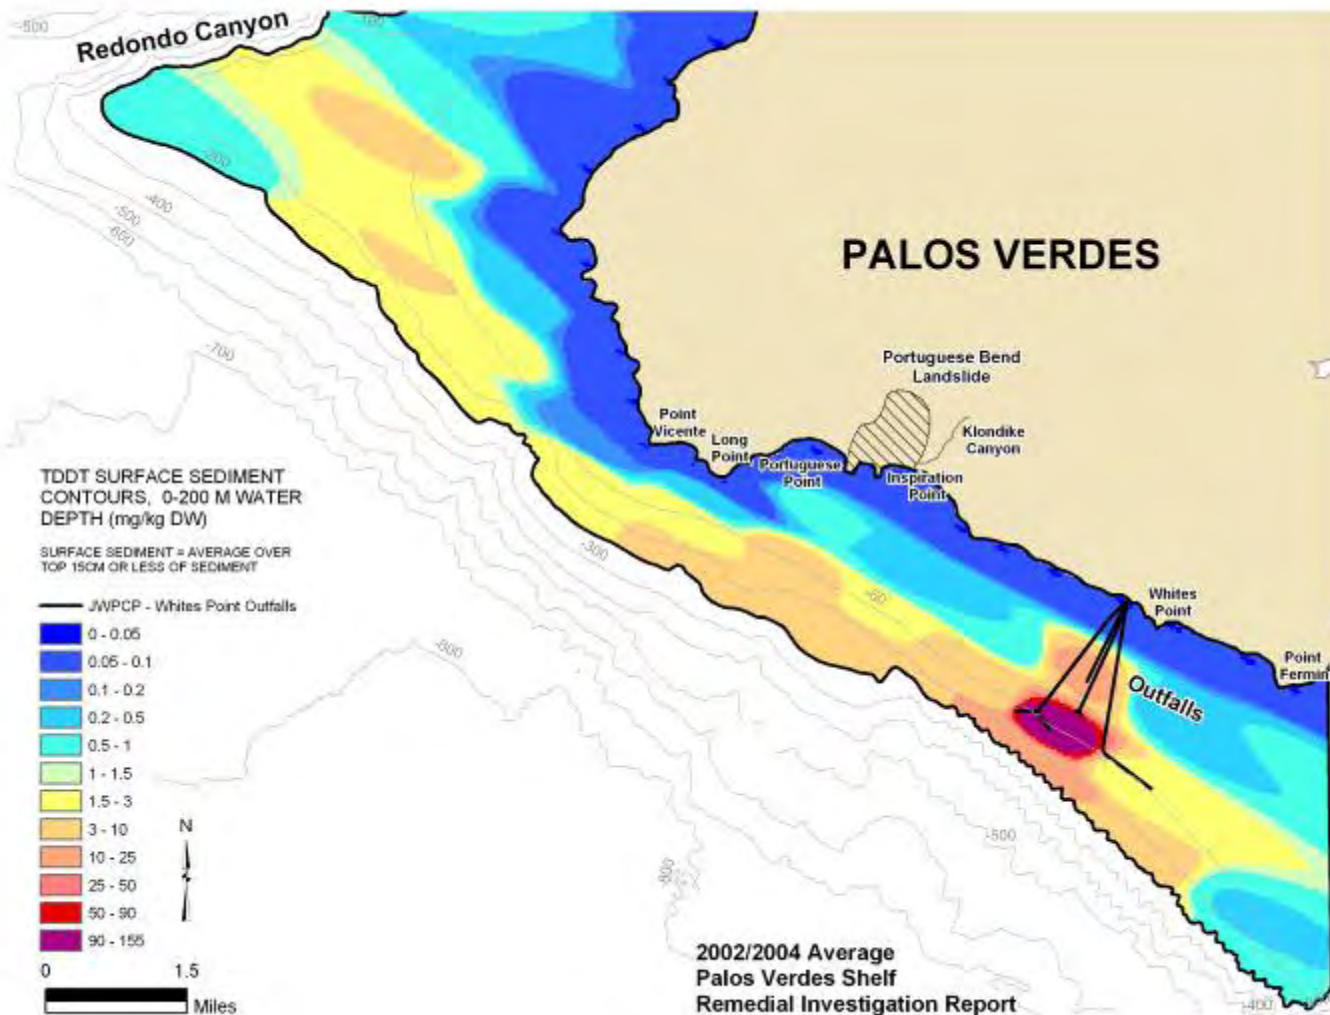 -500
Redondo Canyon
-100
-200
-400
-500
-600
-700
PALOS VERDES
Portuguese Bend
Landslide
Klondike
Canyon
Point
Vicente
Long
Point
Portuguese
Point
Inspiration
Point
-300
-60
Whites
Point
Point
Fermin
Outfalls
-800
-500
-800
-400
TDDT SURFACE SEDIMENT
CONTOURS, 0-200 M WATER
DEPTH (mg/kg DW)
SURFACE SEDIMENT = AVERAGE OVER
TOP 15CM OR LESS OF SEDIMENT
JWPCP - Whites Point Outfalls
0 - 0.05
0.05 - 0.1
0.1 - 0.2
0.2 - 0.5
0.5 - 1
1 - 1.5
1.5 - 3
3 - 10
10 - 25
25 - 50
50 - 90
90 - 155
N
0 1.5
Miles
2002/2004 Average
Palos Verdes Shelf
Remedial Investigation Report